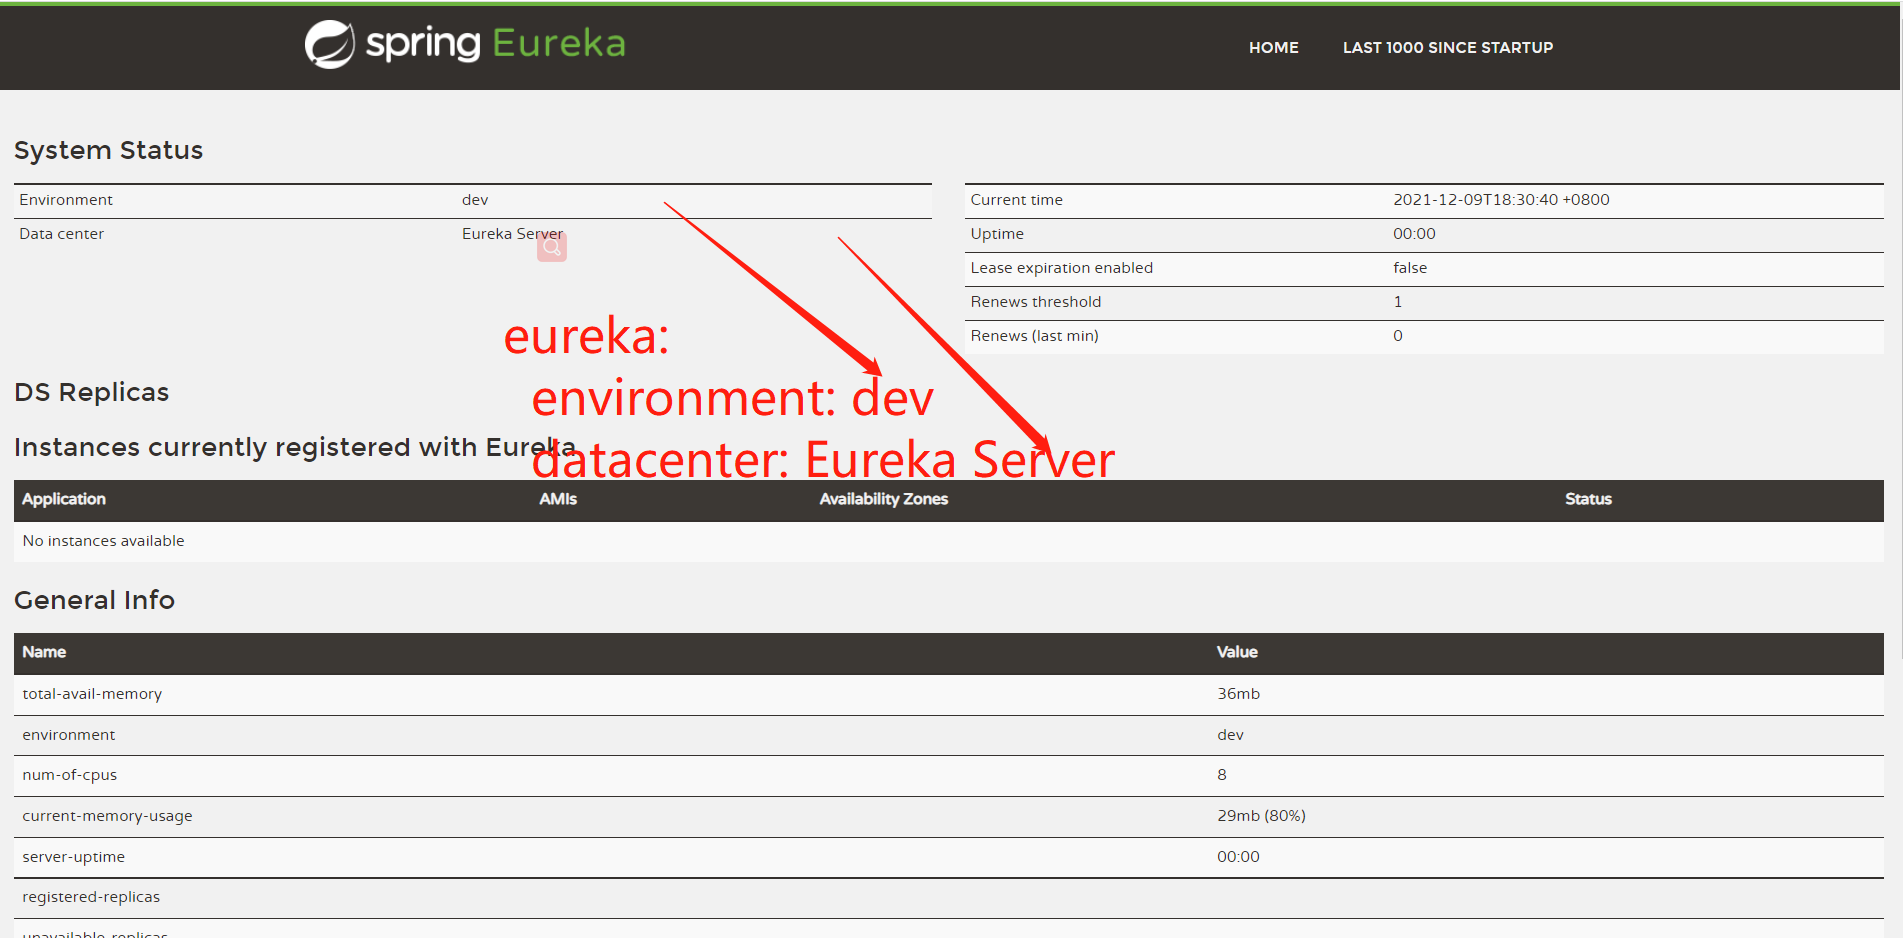 spring Eureka
HOME LAST 1000 SINCE STARTUP
System Status
Environment dev
Data center Eureka Server
Current time 2021-12-09T18:30:40 +0800
Uptime 00:00
Lease expiration enabled false
Renews threshold 1
Renews (last min) 0
eureka:
environment: dev
datacenter: Eureka Server
DS Replicas
Instances currently registered with Eureka
Application AMIs Availability Zones Status
No instances available
General Info
Name Value
total-avail-memory 36mb
environment dev
num-of-cpus 8
current-memory-usage 29mb (80%)
server-uptime 00:00
registered-replicas
unavailable-replicas